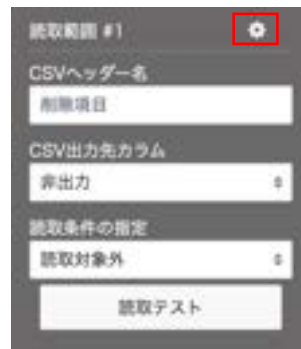 読取範囲 #1
CSVヘッダー名
削除項目
CSV出力先カラム
非出力
読取条件の指定
読取対象外
読取テスト